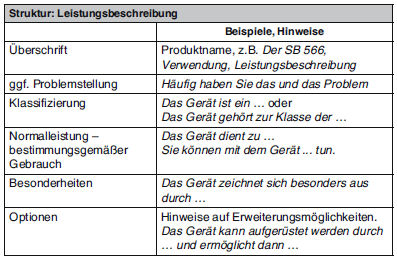 Struktur: Leistungsbeschreibung
Beispiele, Hinweise
Überschrift
Produktname, z.B. Der SB 566,
Verwendung, Leistungsbeschreibung
ggf. Problemstellung
Häufig haben Sie das und das Problem
Klassifizierung
Das Gerät ist ein … oder
Das Gerät gehört zur Klasse der …
Normalleistung –
bestimmungsgemäßer
Gebrauch
Das Gerät dient zu …
Sie können mit dem Gerät ... tun.
Besonderheiten
Das Gerät zeichnet sich besonders aus
durch …
Optionen
Hinweise auf Erweiterungsmöglichkeiten.
Das Gerät kann aufgerüstet werden durch
… und ermöglicht dann …